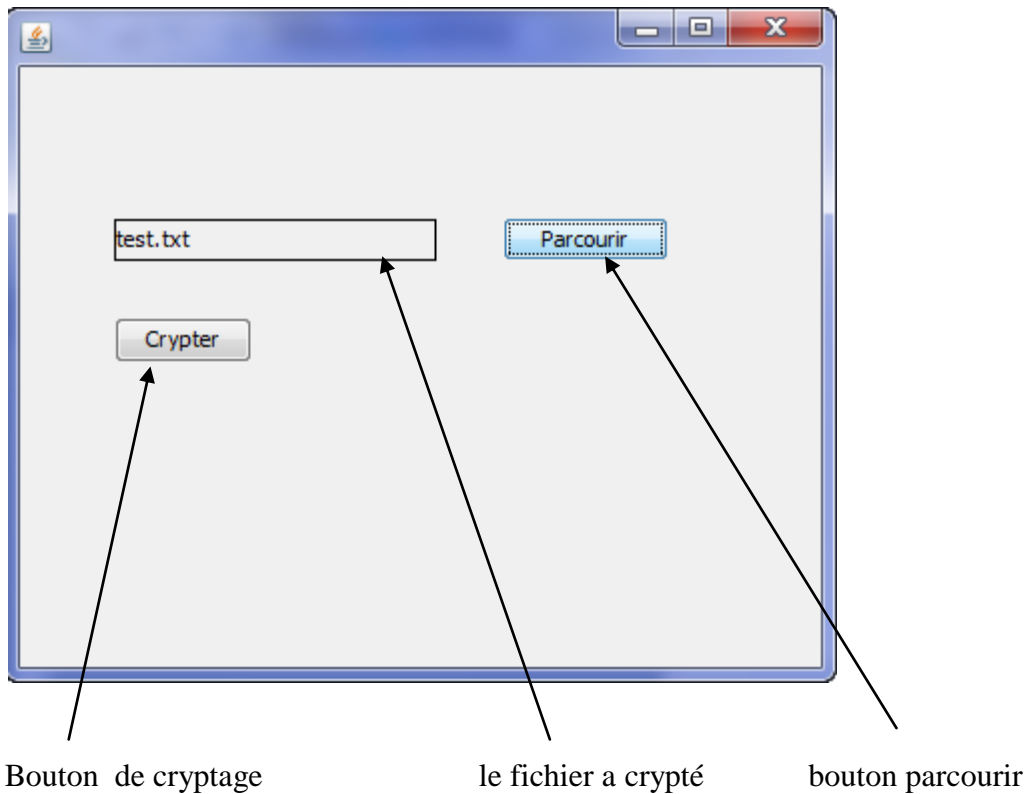 test.txt
Parcourir
Crypter
Bouton de cryptage
le fichier a crypté
bouton parcourir